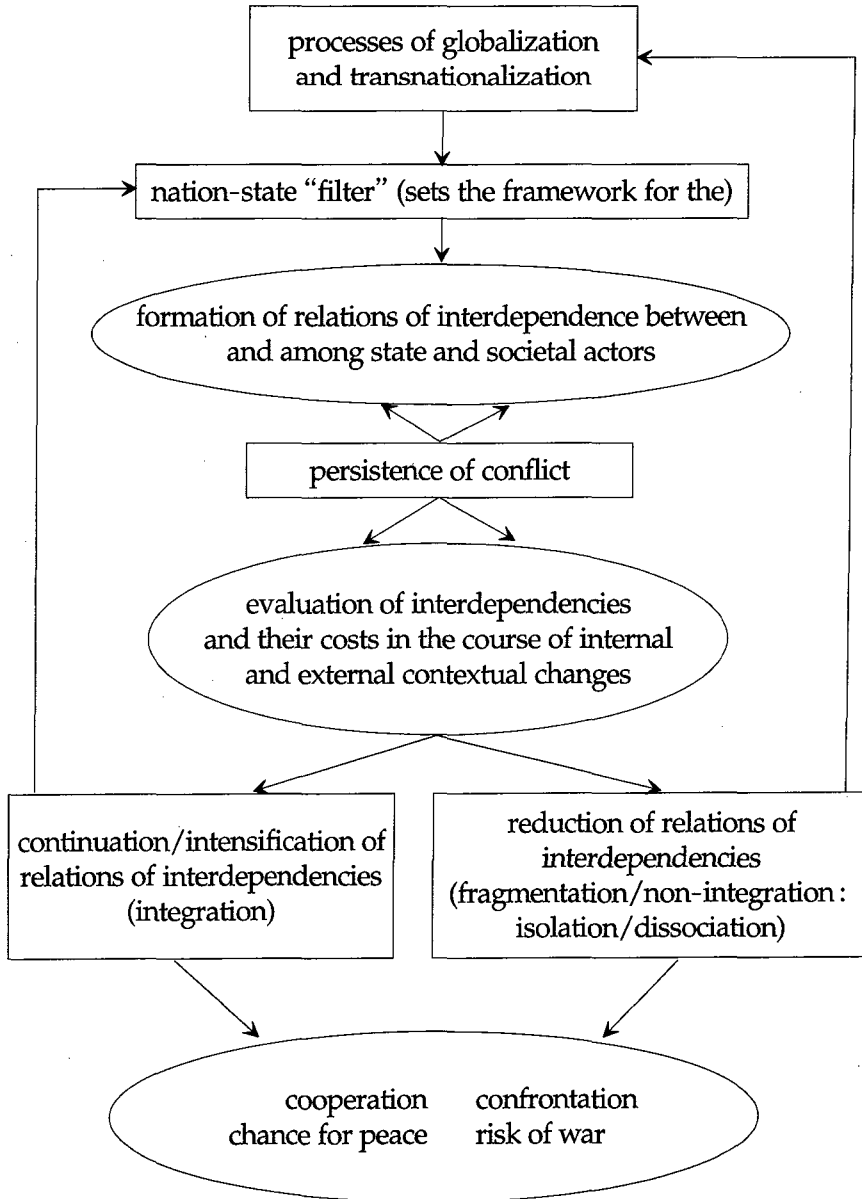 processes of globalization
and transnationalization
nation-state “filter” (sets the framework for the)
formation of relations of interdependence between
and among state and societal actors
persistence of conflict
evaluation of interdependencies
and their costs in the course of internal
and external contextual changes
continuation/intensification of
relations of interdependencies
(integration)
reduction of relations of
interdependencies
(fragmentation/non-integration:
isolation/dissociation)
cooperation
chance for peace
confrontation
risk of war